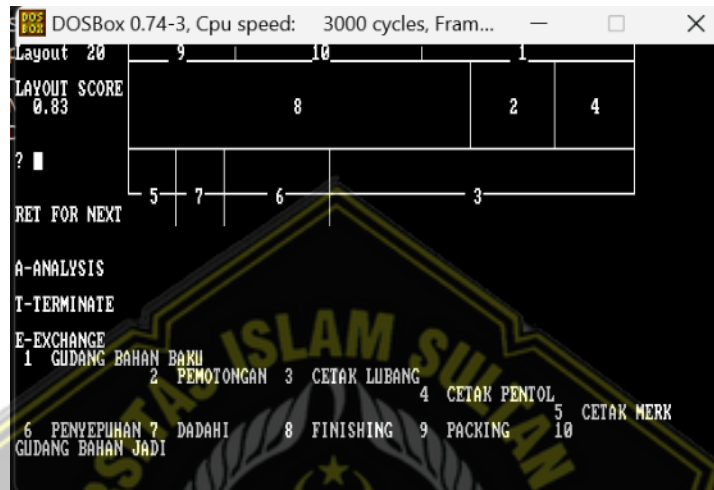 DOSBox 0.74-3, Cpu speed: 3000 cycles, Fram...
Layout 20 9 10 1
LAYOUT SCORE
0.83 8 2 4
?
5 7 6 3
RET FOR NEXT
A-ANALYSIS
T-TERMINATE
E-EXCHANGE
1 GUDANG BAHAN BAKU
2 PEMOTONGAN 3 CETAK LUBANG
4 CETAK PENTOL
5 CETAK MERK
6 PENYEPUHAN 7 DADAHI 8 FINISHING 9 PACKING 10
GUDANG BAHAN JADI
ISLAM SUL